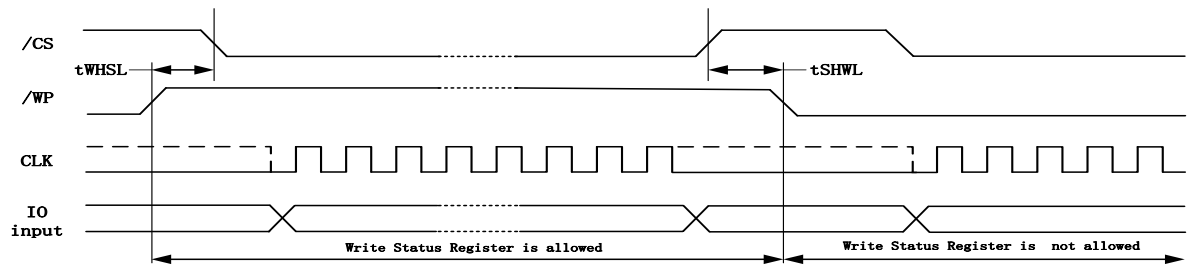 /CS
tWHSL
tSHWL
/WP
CLK
IO
input
Write Status Register is allowed
Write Status Register is not allowed